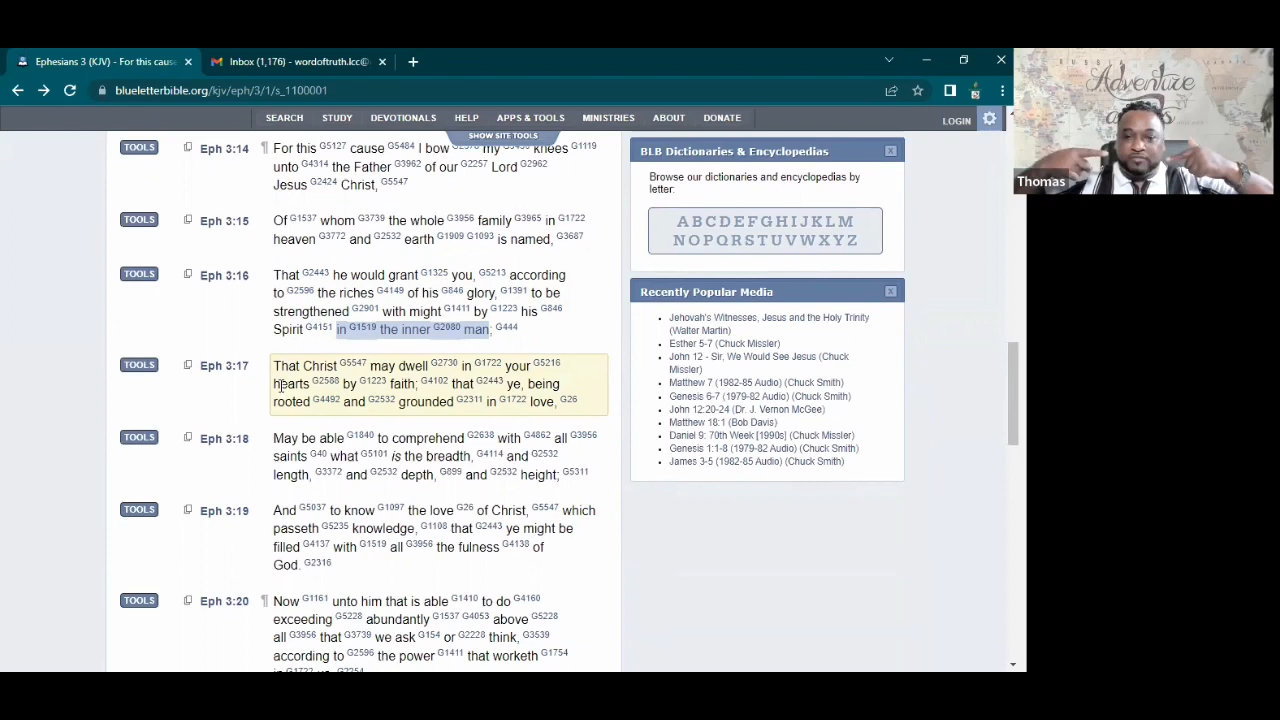 Ephesians 3 (KJV) - For this caus
Inbox (1,176) - wordoftruth.lcc@
blueletterbible.org/kjv/eph/3/1/s_1100001
SEARCH STUDY DEVOTIONALS HELP APPS & TOOLS MINISTRIES ABOUT DONATE
LOGIN
SHOW SITE TOOLS
TOOLS Eph 3:14 ¶ For this G5127 cause G5484 I bow my knees G1119
unto G4314 the Father G3962 of our G2257 Lord G2962
Jesus G2424 Christ, G5547
TOOLS Eph 3:15 Of G1537 whom G3739 the whole G3956 family G3965 in G1722
heaven G3772 and G2532 earth G1909 G1093 is named, G3687
TOOLS Eph 3:16 That G2443 he would grant G1325 you, G5213 according
to G2596 the riches G4149 of his G846 glory, G1391 to be
strengthened G2901 with might G1411 by G1223 his G846
Spirit G4151 in G1519 the inner G2080 man; G444
TOOLS Eph 3:17 That Christ G5547 may dwell G2730 in G1722 your G5216
hearts G2588 by G1223 faith; G4102 that G2443 ye, being
rooted G4492 and G2532 grounded G2311 in G1722 love, G26
TOOLS Eph 3:18 May be able G1840 to comprehend G2638 with G4862 all G3956
saints G40 what G5101 is the breadth, G4114 and G2532
length, G3372 and G2532 depth, G899 and G2532 height; G5311
TOOLS Eph 3:19 And G5037 to know G1097 the love G26 of Christ, G5547 which
passeth G5235 knowledge, G1108 that G2443 ye might be
filled G4137 with G1519 all G3956 the fulness G4138 of
God. G2316
TOOLS Eph 3:20 ¶ Now G1161 unto him that is able G1410 to do G4160
exceeding G5228 abundantly G1537 G4053 above G5228
all G3956 that G3739 we ask G154 or G2228 think, G3539
according to G2596 the power G1411 that worketh G1754
BLB Dictionaries & Encyclopedias
Browse our dictionaries and encyclopedias by
letter:
ABCDEFGHIJKLM
NOPQRSTUVWXYZ
Recently Popular Media
Jehovah's Witnesses, Jesus and the Holy Trinity
(Walter Martin)
Esther 5-7 (Chuck Missler)
John 12 - Sir, We Would See Jesus (Chuck
Missler)
Matthew 7 (1982-85 Audio) (Chuck Smith)
Genesis 6-7 (1979-82 Audio) (Chuck Smith)
John 12:20-24 (Dr. J. Vernon McGee)
Matthew 18:1 (Bob Davis)
Daniel 9: 70th Week [1990s] (Chuck Missler)
Genesis 1:1-8 (1979-82 Audio) (Chuck Smith)
James 3-5 (1982-85 Audio) (Chuck Smith)
Adventure
Thomas